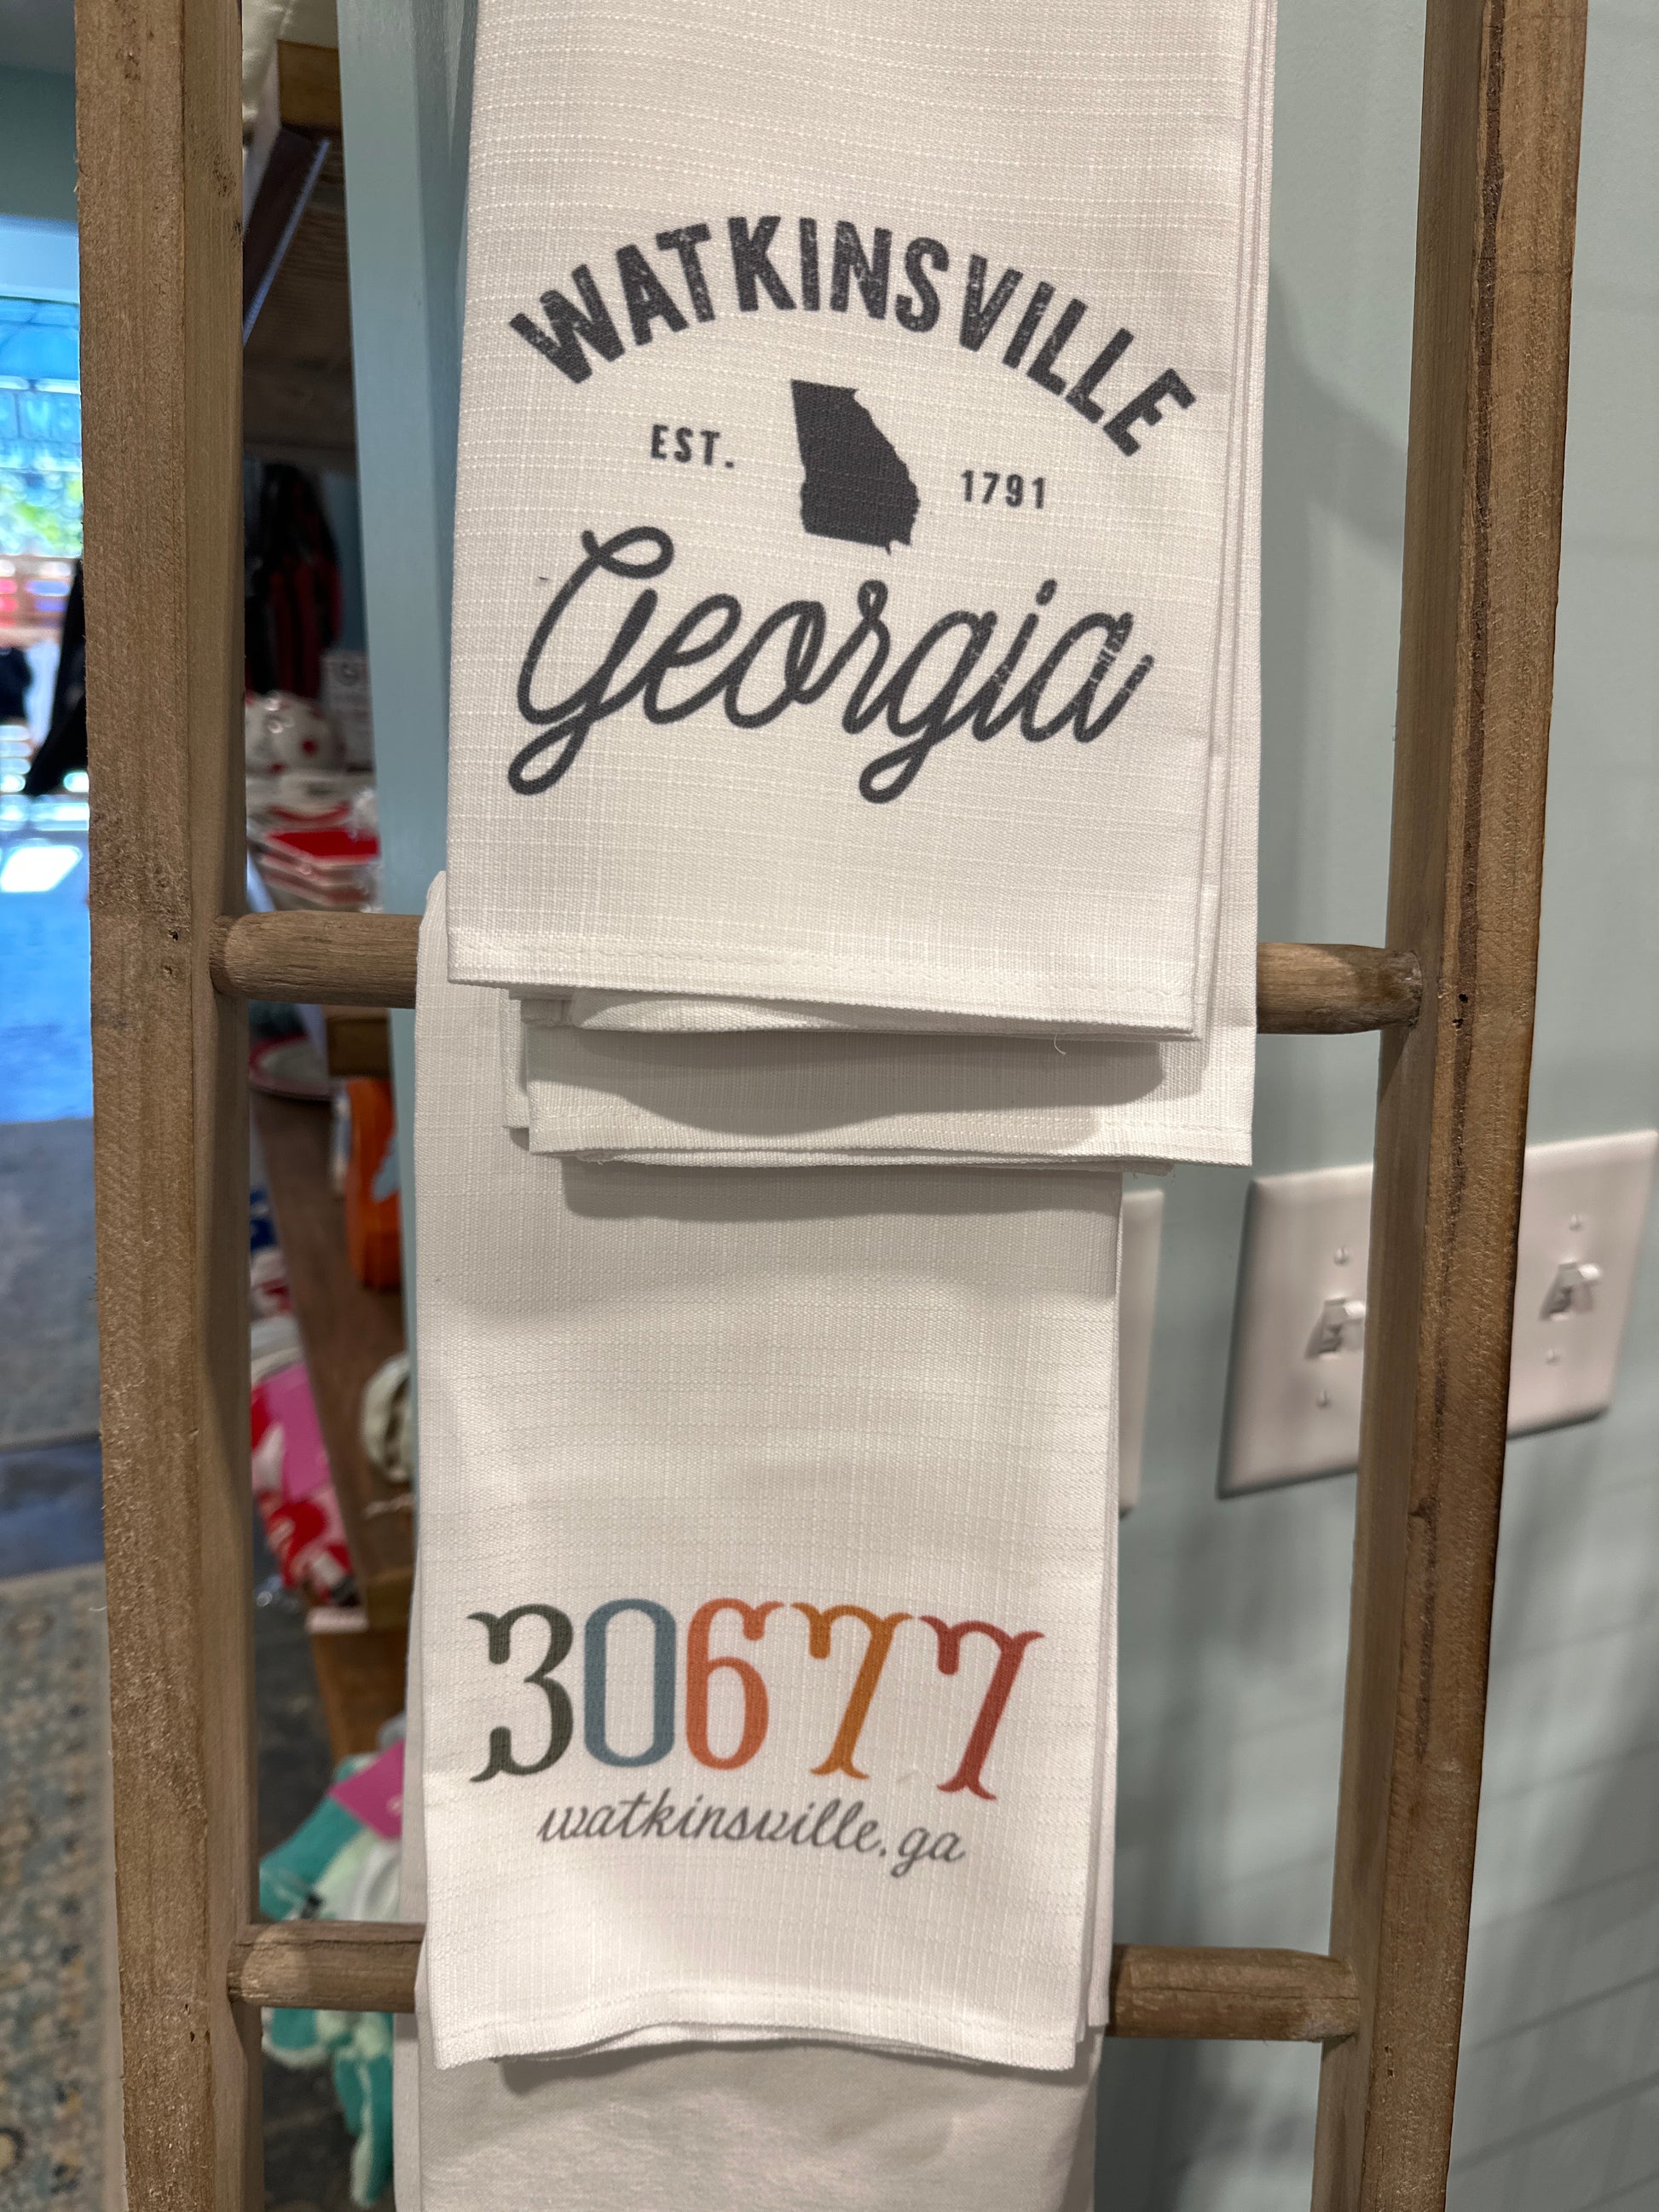 WATKINSVILLE
EST. 1791
Georgia
30677
watkinsville.ga